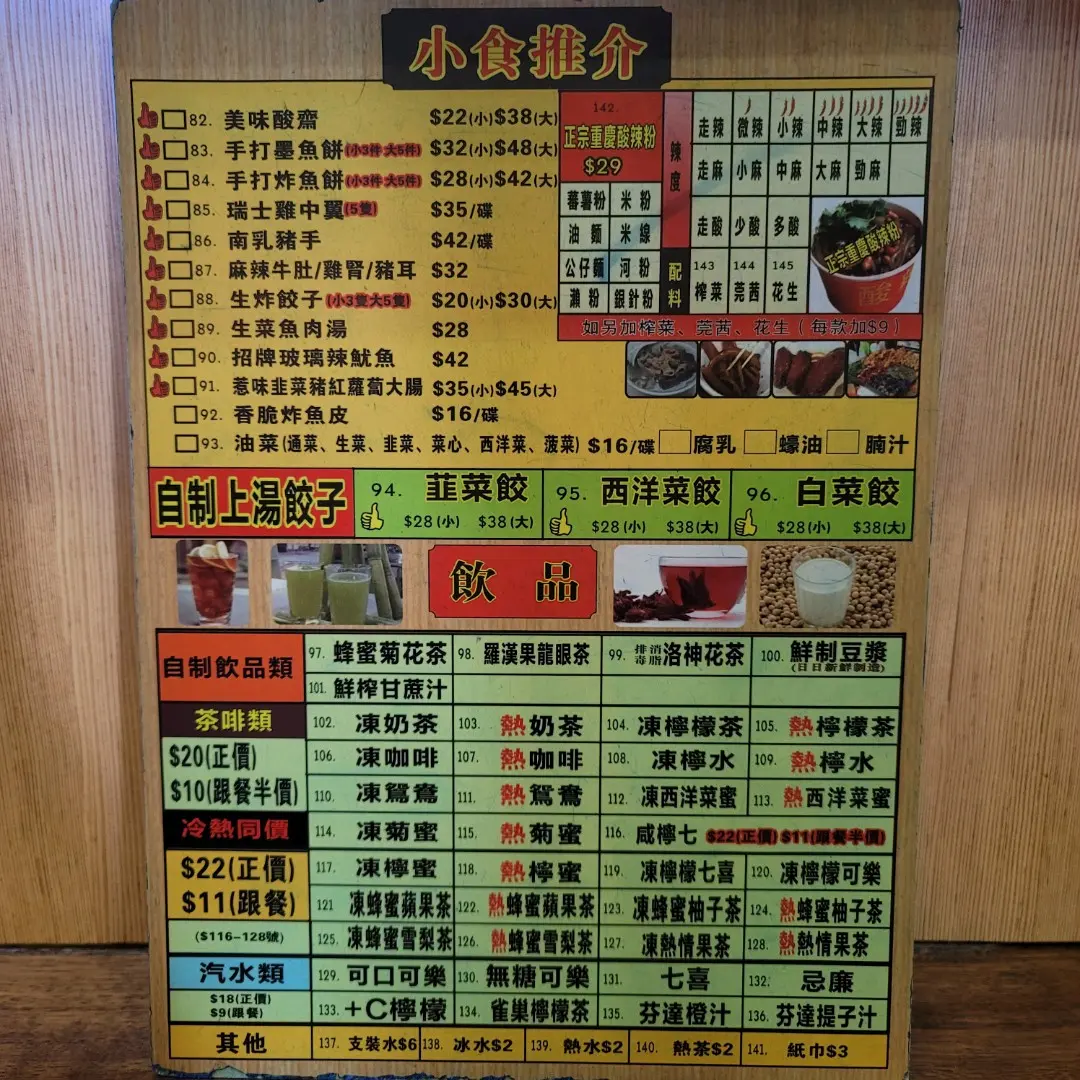 小食推介
82. 美味酸齋 $22(小)$38(大)
83. 手打墨魚餅(小3件 大5件) $32(小)$48(大)
84. 手打炸魚餅(小3件 大5件) $28(小)$42(大)
85. 瑞士雞中翼(5隻) $35/碟
86. 南乳豬手 $42/碟
87. 麻辣牛肚/雞腎/豬耳 $32
88. 生炸餃子(小3隻大5隻) $20(小)$30(大)
89. 生菜魚肉湯 $28
90. 招牌玻璃辣魷魚 $42
91. 惹味韭菜豬紅蘿蔔大腸 $35(小)$45(大)
92. 香脆炸魚皮 $16/碟
93. 油菜(通菜、生菜、韭菜、菜心、西洋菜、菠菜) $16/碟 腐乳 蠔油 腩汁
142.
正宗重慶酸辣粉
$29
蕃薯粉 米粉
油麵 米線
公仔麵 河粉
瀨粉 銀針粉
辣度
走辣 微辣 小辣 中辣 大辣 勁辣
走麻 小麻 中麻 大麻 勁麻
走酸 少酸 多酸
配料
143 榨菜 144 莞茜 145 花生
正宗重慶酸辣粉
酸
如另加榨菜、莞茜、花生(每款加$9)
自制上湯餃子
94. 韮菜餃 $28(小) $38(大)
95. 西洋菜餃 $28(小) $38(大)
96. 白菜餃 $28(小) $38(大)
飲品
自制飲品類
97. 蜂蜜菊花茶 98. 羅漢果龍眼茶 99. 排毒消脂洛神花茶 100. 鮮制豆漿
(日日新鮮制造)
101. 鮮榨甘蔗汁
茶啡類
$20(正價)
$10(跟餐半價)
冷熱同價
102. 凍奶茶 103. 熱奶茶 104. 凍檸檬茶 105. 熱檸檬茶
106. 凍咖啡 107. 熱咖啡 108. 凍檸水 109. 熱檸水
110. 凍鴛鴦 111. 熱鴛鴦 112. 凍西洋菜蜜 113. 熱西洋菜蜜
114. 凍菊蜜 115. 熱菊蜜 116. 咸檸七 $22(正價) $11(跟餐半價)
$22(正價)
$11(跟餐)
($116-128號)
117. 凍檸蜜 118. 熱檸蜜 119. 凍檸檬七喜 120. 凍檸檬可樂
121 凍蜂蜜蘋果茶 122. 熱蜂蜜蘋果茶 123. 凍蜂蜜柚子茶 124. 熱蜂蜜柚子茶
125. 凍蜂蜜雪梨茶 126. 熱蜂蜜雪梨茶 127. 凍熱情果茶 128. 熱熱情果茶
汽水類
$18(正價)
$9(跟餐)
129. 可口可樂 130. 無糖可樂 131. 七喜 132. 忌廉
133. +C檸檬 134. 雀巢檸檬茶 135. 芬達橙汁 136. 芬達提子汁
其他 137. 支裝水$6 138. 冰水$2 139. 熱水$2 140. 熱茶$2 141. 紙巾$3